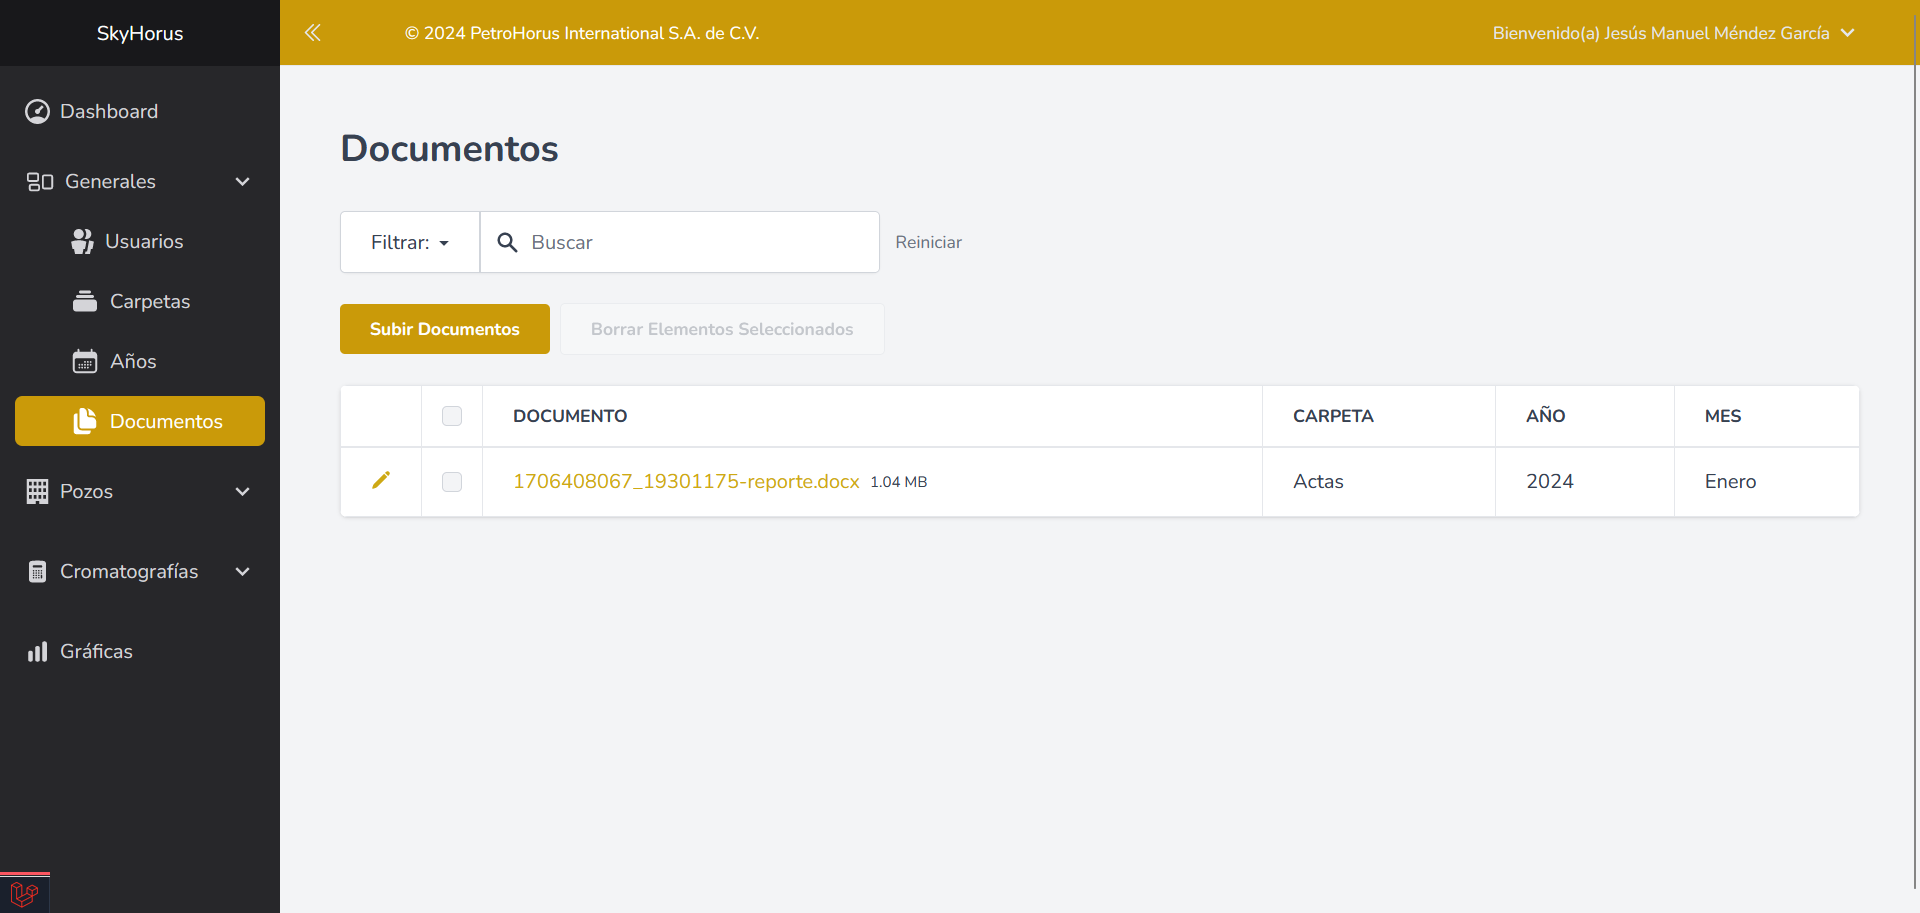 SkyHorus
© 2024 PetroHorus International S.A. de C.V.
Bienvenido(a) Jesús Manuel Méndez García
Dashboard
Generales
Usuarios
Carpetas
Años
Documentos
Pozos
Cromatografías
Gráficas
Documentos
Filtrar:
Buscar
Reiniciar
Subir Documentos
Borrar Elementos Seleccionados
DOCUMENTO CARPETA AÑO MES
1706408067_19301175-reporte.docx 1.04 MB Actas 2024 Enero